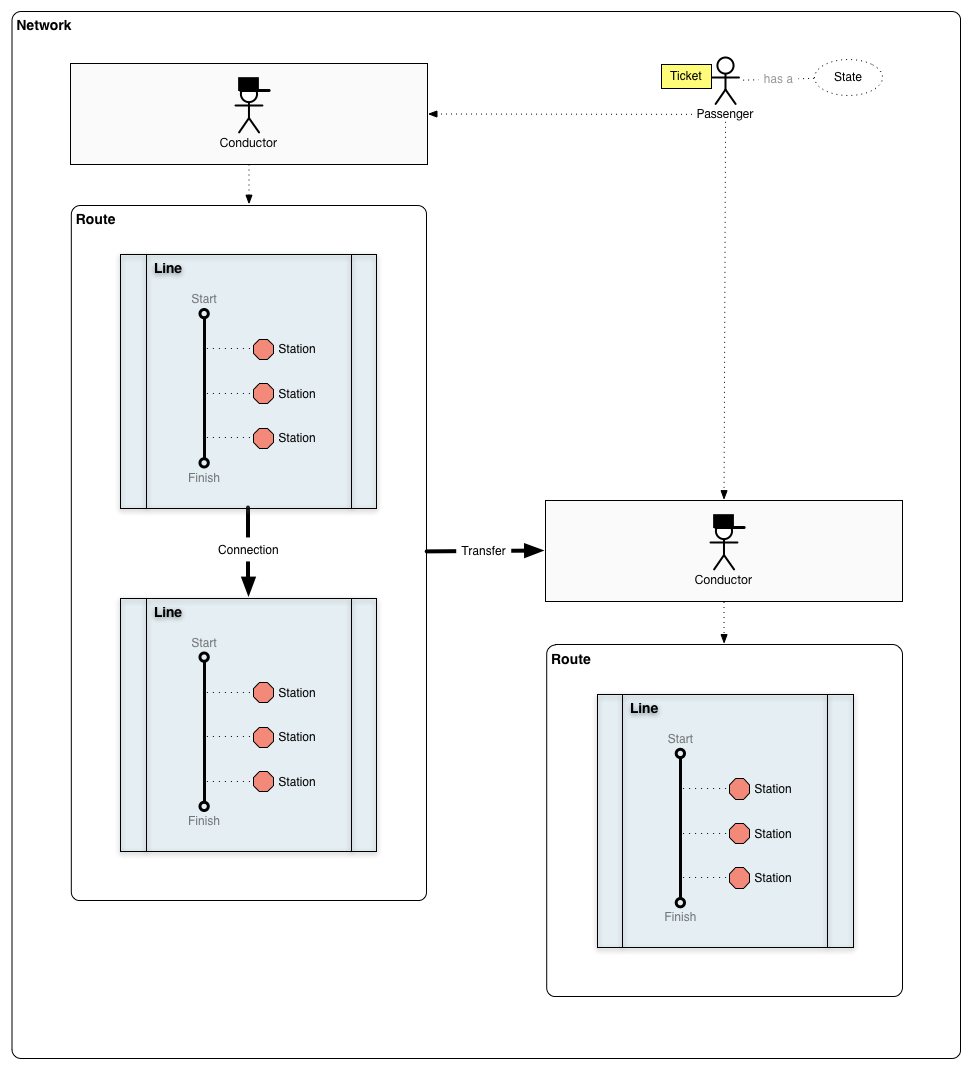 Network
Conductor
Ticket
has a
State
Passenger
Route
Line
Start
Station
Station
Station
Finish
Connection
Line
Start
Station
Station
Station
Finish
Transfer
Conductor
Route
Line
Start
Station
Station
Station
Finish